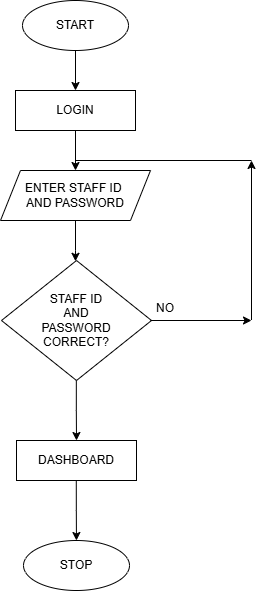 START
LOGIN
ENTER STAFF ID
AND PASSWORD
STAFF ID
AND
PASSWORD
CORRECT?
NO
DASHBOARD
STOP